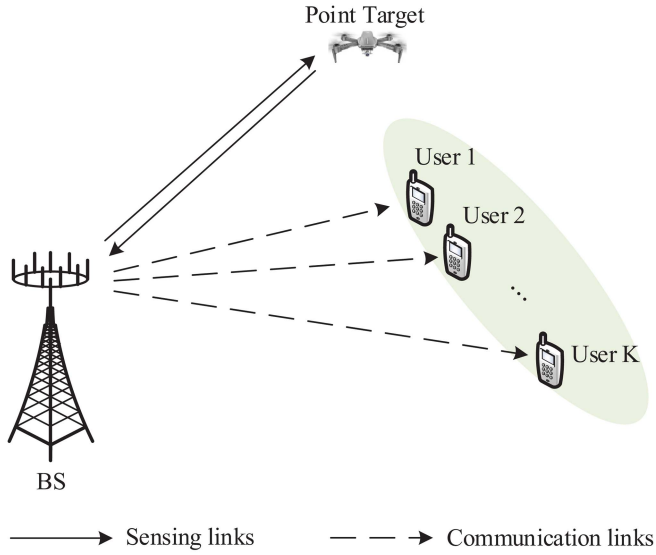 Point Target
User 1
User 2
...
User K
BS
Sensing links
Communication links